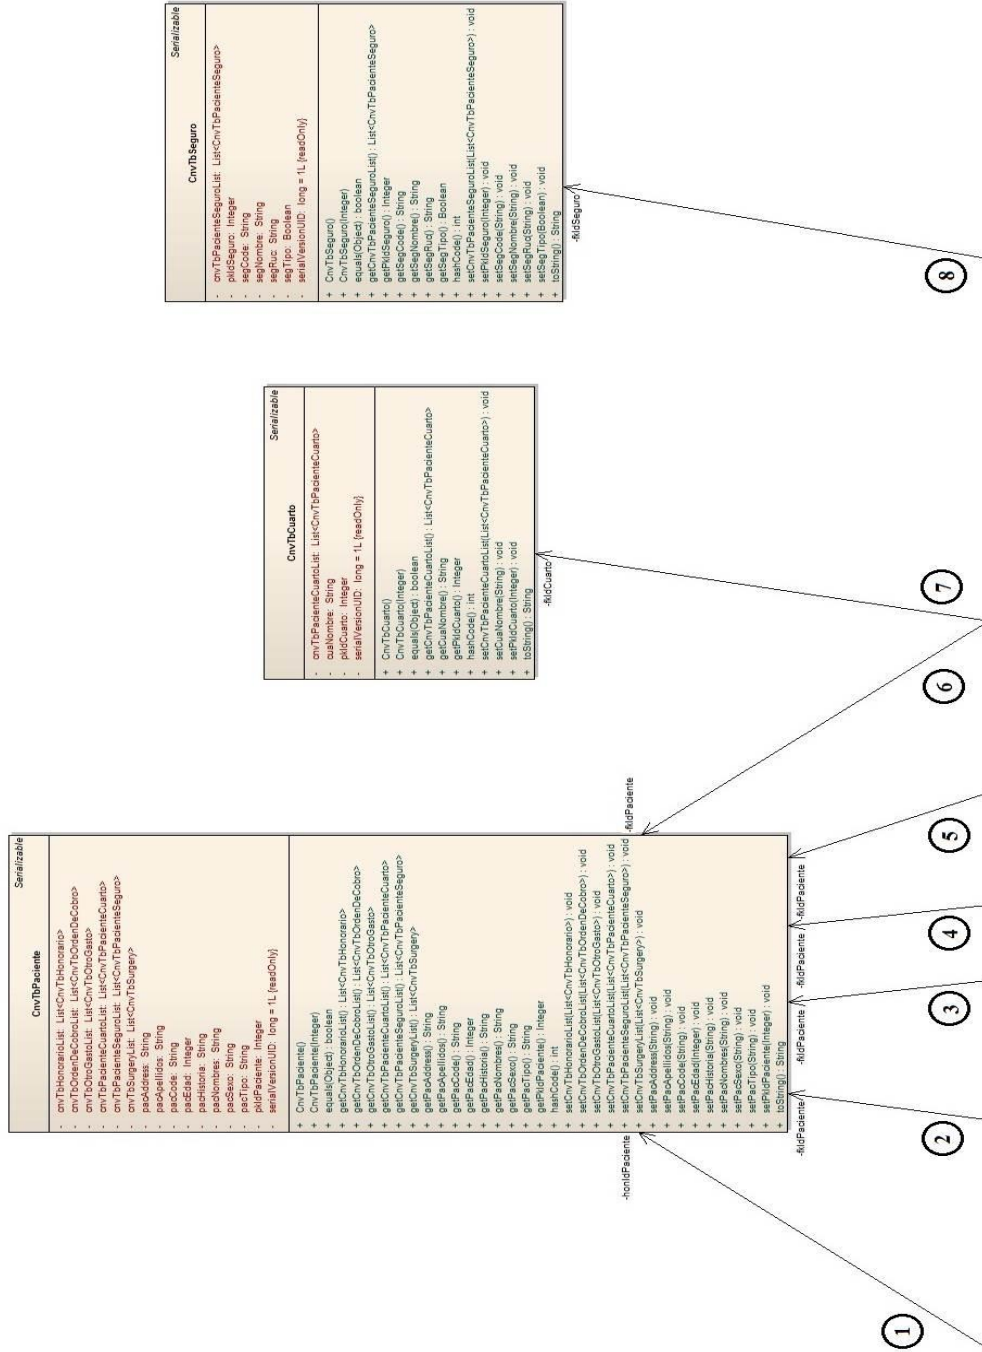 Serializable
CnvTbPaciente
- cnvTbHonorarioList: List<CnvTbHonorario>
- cnvTbOrdenDeCobroList: List<CnvTbOrdenDeCobro>
- cnvTbOtroGastoList: List<CnvTbOtroGasto>
- cnvTbPacienteCuartoList: List<CnvTbPacienteCuarto>
- cnvTbPacienteSeguroList: List<CnvTbPacienteSeguro>
- cnvTbSurgeryList: List<CnvTbSurgery>
- pacAddress: String
- pacApellidos: String
- pacCode: String
- pacEdad: Integer
- pacHistoria: String
- pacNombres: String
- pacSexo: String
- pacTipo: String
- pkIdPaciente: Integer
- serialVersionUID: long = 1L {readOnly}
+ CnvTbPaciente()
+ CnvTbPaciente(Integer)
+ equals(Object) : boolean
+ getCnvTbHonorarioList() : List<CnvTbHonorario>
+ getCnvTbOrdenDeCobroList() : List<CnvTbOrdenDeCobro>
+ getCnvTbOtroGastoList() : List<CnvTbOtroGasto>
+ getCnvTbPacienteCuartoList() : List<CnvTbPacienteCuarto>
+ getCnvTbPacienteSeguroList() : List<CnvTbPacienteSeguro>
+ getCnvTbSurgeryList() : List<CnvTbSurgery>
+ getPacAddress() : String
+ getPacApellidos() : String
+ getPacCode() : String
+ getPacEdad() : Integer
+ getPacHistoria() : String
+ getPacNombres() : String
+ getPacSexo() : String
+ getPacTipo() : String
+ getPkIdPaciente() : Integer
+ hashCode() : int
+ setCnvTbHonorarioList(List<CnvTbHonorario>) : void
+ setCnvTbOrdenDeCobroList(List<CnvTbOrdenDeCobro>) : void
+ setCnvTbOtroGastoList(List<CnvTbOtroGasto>) : void
+ setCnvTbPacienteCuartoList(List<CnvTbPacienteCuarto>) : void
+ setCnvTbPacienteSeguroList(List<CnvTbPacienteSeguro>) : void
+ setCnvTbSurgeryList(List<CnvTbSurgery>) : void
+ setPacAddress(String) : void
+ setPacApellidos(String) : void
+ setPacCode(String) : void
+ setPacEdad(Integer) : void
+ setPacHistoria(String) : void
+ setPacNombres(String) : void
+ setPacSexo(String) : void
+ setPacTipo(String) : void
+ setPkIdPaciente(Integer) : void
+ toString() : String
-honIdPaciente
-fkIdPaciente
-fkIdPaciente
-fkIdPaciente
-fkIdPaciente
-fkIdPaciente
Serializable
CnvTbCuarto
- cnvTbPacienteCuartoList: List<CnvTbPacienteCuarto>
- cuaNombre: String
- pkIdCuarto: Integer
- serialVersionUID: long = 1L {readOnly}
+ CnvTbCuarto()
+ CnvTbCuarto(Integer)
+ equals(Object) : boolean
+ getCnvTbPacienteCuartoList() : List<CnvTbPacienteCuarto>
+ getCuaNombre() : String
+ getPkIdCuarto() : Integer
+ hashCode() : int
+ setCnvTbPacienteCuartoList(List<CnvTbPacienteCuarto>) : void
+ setCuaNombre(String) : void
+ setPkIdCuarto(Integer) : void
+ toString() : String
-fkIdCuarto
Serializable
CnvTbSeguro
- cnvTbPacienteSeguroList: List<CnvTbPacienteSeguro>
- pkIdSeguro: Integer
- segCode: String
- segNombre: String
- segRuc: String
- segTipo: Boolean
- serialVersionUID: long = 1L {readOnly}
+ CnvTbSeguro()
+ CnvTbSeguro(Integer)
+ equals(Object) : boolean
+ getCnvTbPacienteSeguroList() : List<CnvTbPacienteSeguro>
+ getPkIdSeguro() : Integer
+ getSegCode() : String
+ getSegNombre() : String
+ getSegRuc() : String
+ getSegTipo() : Boolean
+ hashCode() : int
+ setCnvTbPacienteSeguroList(List<CnvTbPacienteSeguro>) : void
+ setPkIdSeguro(Integer) : void
+ setSegCode(String) : void
+ setSegNombre(String) : void
+ setSegRuc(String) : void
+ setSegTipo(Boolean) : void
+ toString() : String
-fkIdSeguro
1
2
3
4
5
6
7
8